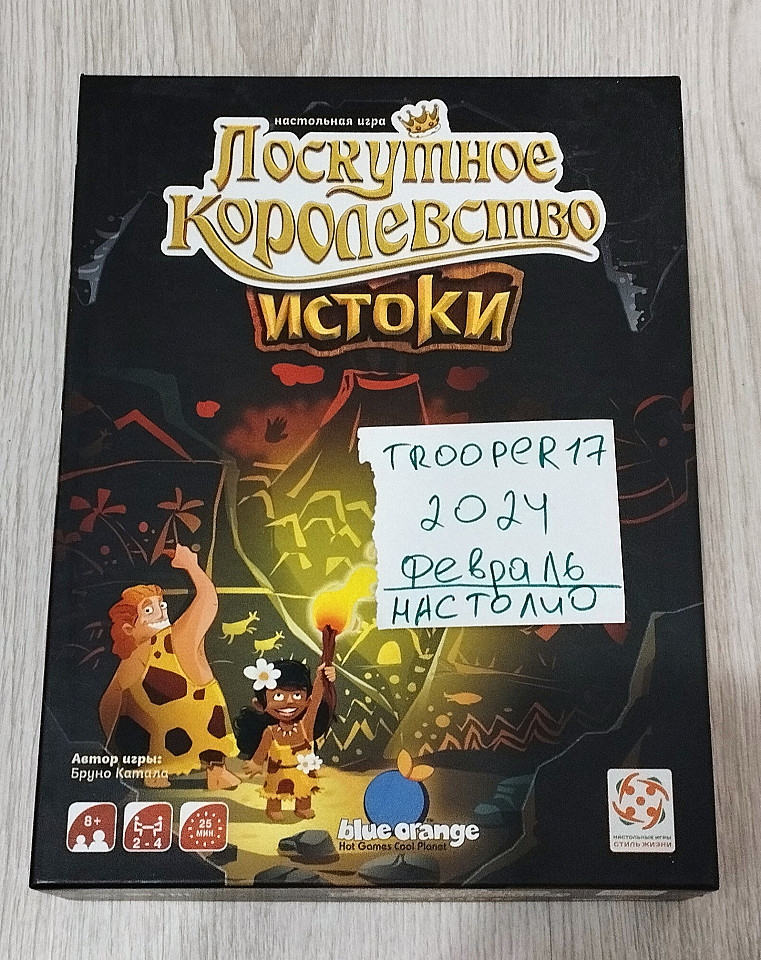 настольная игра
Лоскутное
Королевство
ИСТОКИ
TROOPER17
2024
Февраль
НАСТОЛИО
Автор игры:
Бруно Катала
8+
2 - 4
25
МИН
blue orange
Hot Games Cool Planet
НАСТОЛЬНЫЕ ИГРЫ
СТИЛЬ ЖИЗНИ